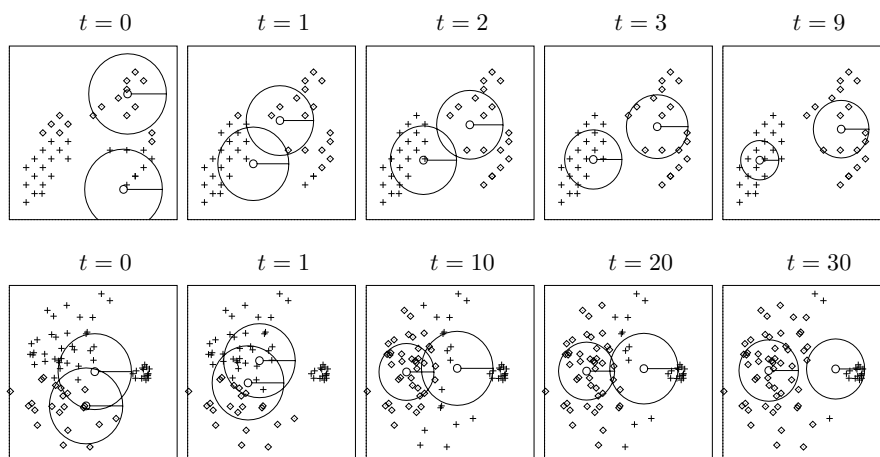 t = 0 t = 1 t = 2 t = 3 t = 9
t = 0 t = 1 t = 10 t = 20 t = 30